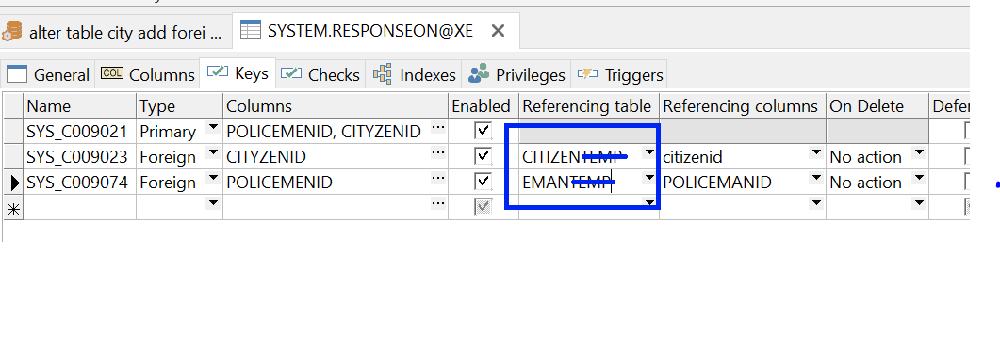 alter table city add forei ... SYSTEM.RESPONSEON@XE
General COL Columns Keys Checks Indexes Privileges Triggers
Name Type Columns Enabled Referencing table Referencing columns On Delete Defer
SYS_C009021 Primary POLICEMENID, CITYZENID ...
SYS_C009023 Foreign CITYZENID ... CITIZENTEMP citizenid No action
SYS_C009074 Foreign POLICEMENID ... EMANTEMP POLICEMANID No action
...